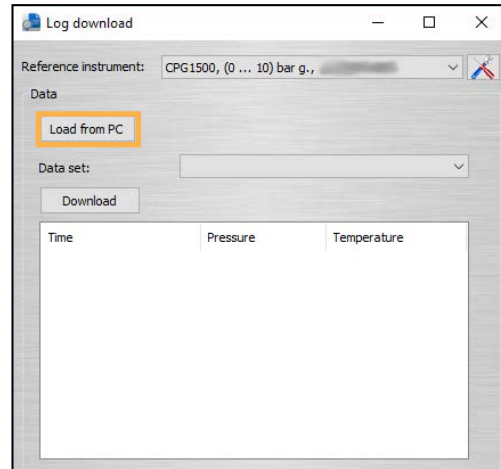 Log download
Reference instrument: CPG1500, (0 ... 10) bar g.,
Data
Load from PC
Data set:
Download
Time Pressure Temperature